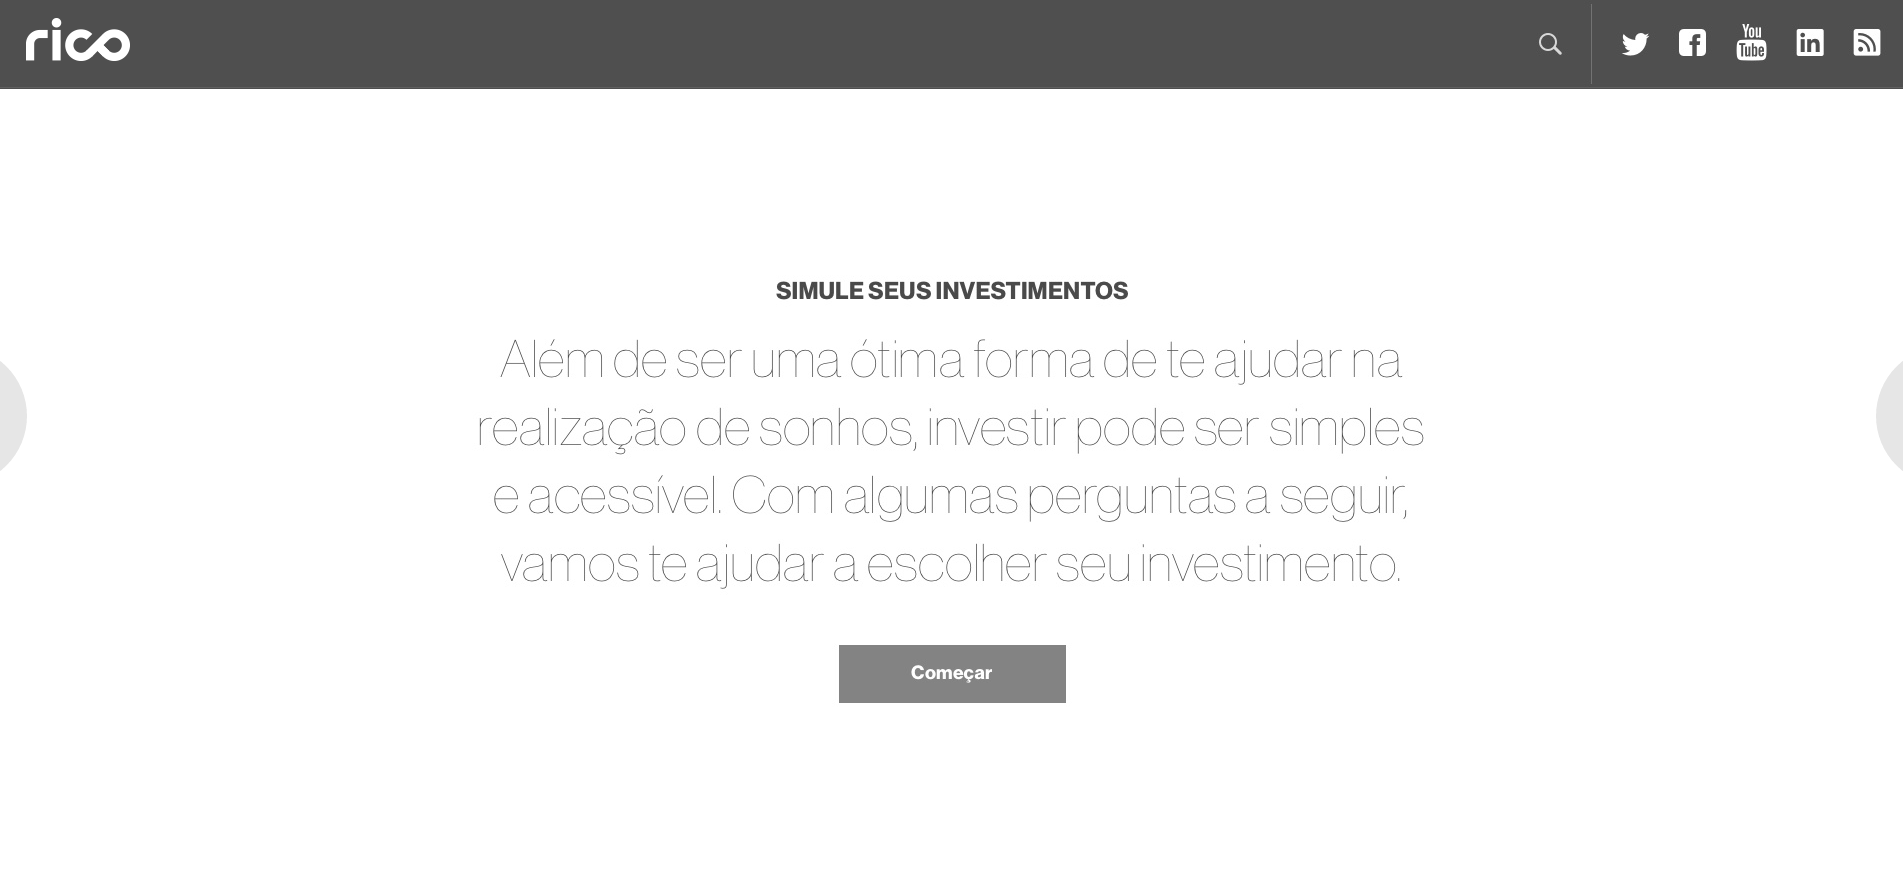 rico
You
Tube
in
SIMULE SEUS INVESTIMENTOS
Além de ser uma ótima forma de te ajudar na
realização de sonhos, investir pode ser simples
e acessível. Com algumas perguntas a seguir,
vamos te ajudar a escolher seu investimento.
Começar